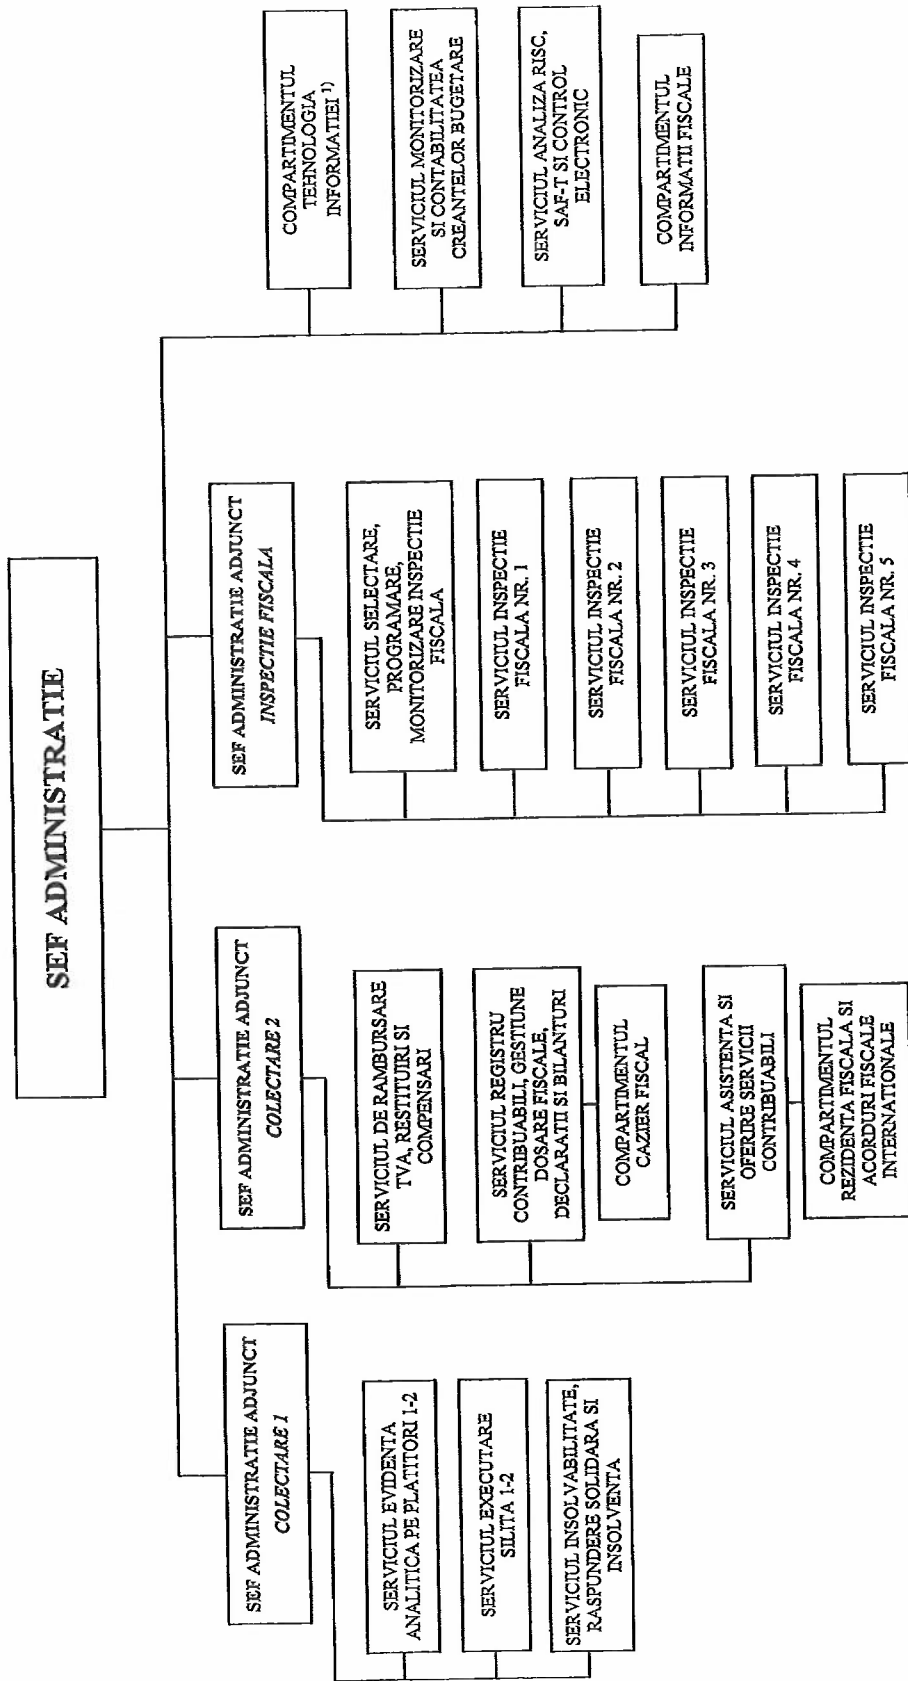 SEF ADMINISTRATIE
SEF ADMINISTRATIE ADJUNCT
COLECTARE 1
SERVICIUL EVIDENTA
ANALITICA PE PLATITORI 1-2
SERVICIUL EXECUTARE
SILITA 1-2
SERVICIUL INSOLVABILITATE,
RASPUNDERE SOLIDARA SI
INSOLVENTA
SEF ADMINISTRATIE ADJUNCT
COLECTARE 2
SERVICIUL DE RAMBURSARE
TVA, RESTITUIRI SI
COMPENSARI
SERVICIUL REGISTRU
CONTRIBUABILI, GESTIUNE
DOSARE FISCALE,
DECLARATII SI BILANTURI
COMPARTIMENTUL
CAZIER FISCAL
SERVICIUL ASISTENTA SI
OFERIRE SERVICII
CONTRIBUABILI
COMPARTIMENTUL
REZIDENTA FISCALA SI
ACORDURI FISCALE
INTERNATIONALE
SEF ADMINISTRATIE ADJUNCT
INSPECTIE FISCALA
SERVICIUL SELECTARE,
PROGRAMARE,
MONITORIZARE INSPECTIE
FISCALA
SERVICIUL INSPECTIE
FISCALA NR. 1
SERVICIUL INSPECTIE
FISCALA NR. 2
SERVICIUL INSPECTIE
FISCALA NR. 3
SERVICIUL INSPECTIE
FISCALA NR. 4
SERVICIUL INSPECTIE
FISCALA NR. 5
COMPARTIMENTUL
TEHNOLOGIA
INFORMATIEI 1)
SERVICIUL MONITORIZARE
SI CONTABILITATEA
CREANTELOR BUGETARE
SERVICIUL ANALIZA RISC,
SAF-T SI CONTROL
ELECTRONIC
COMPARTIMENTUL
INFORMATII FISCALE